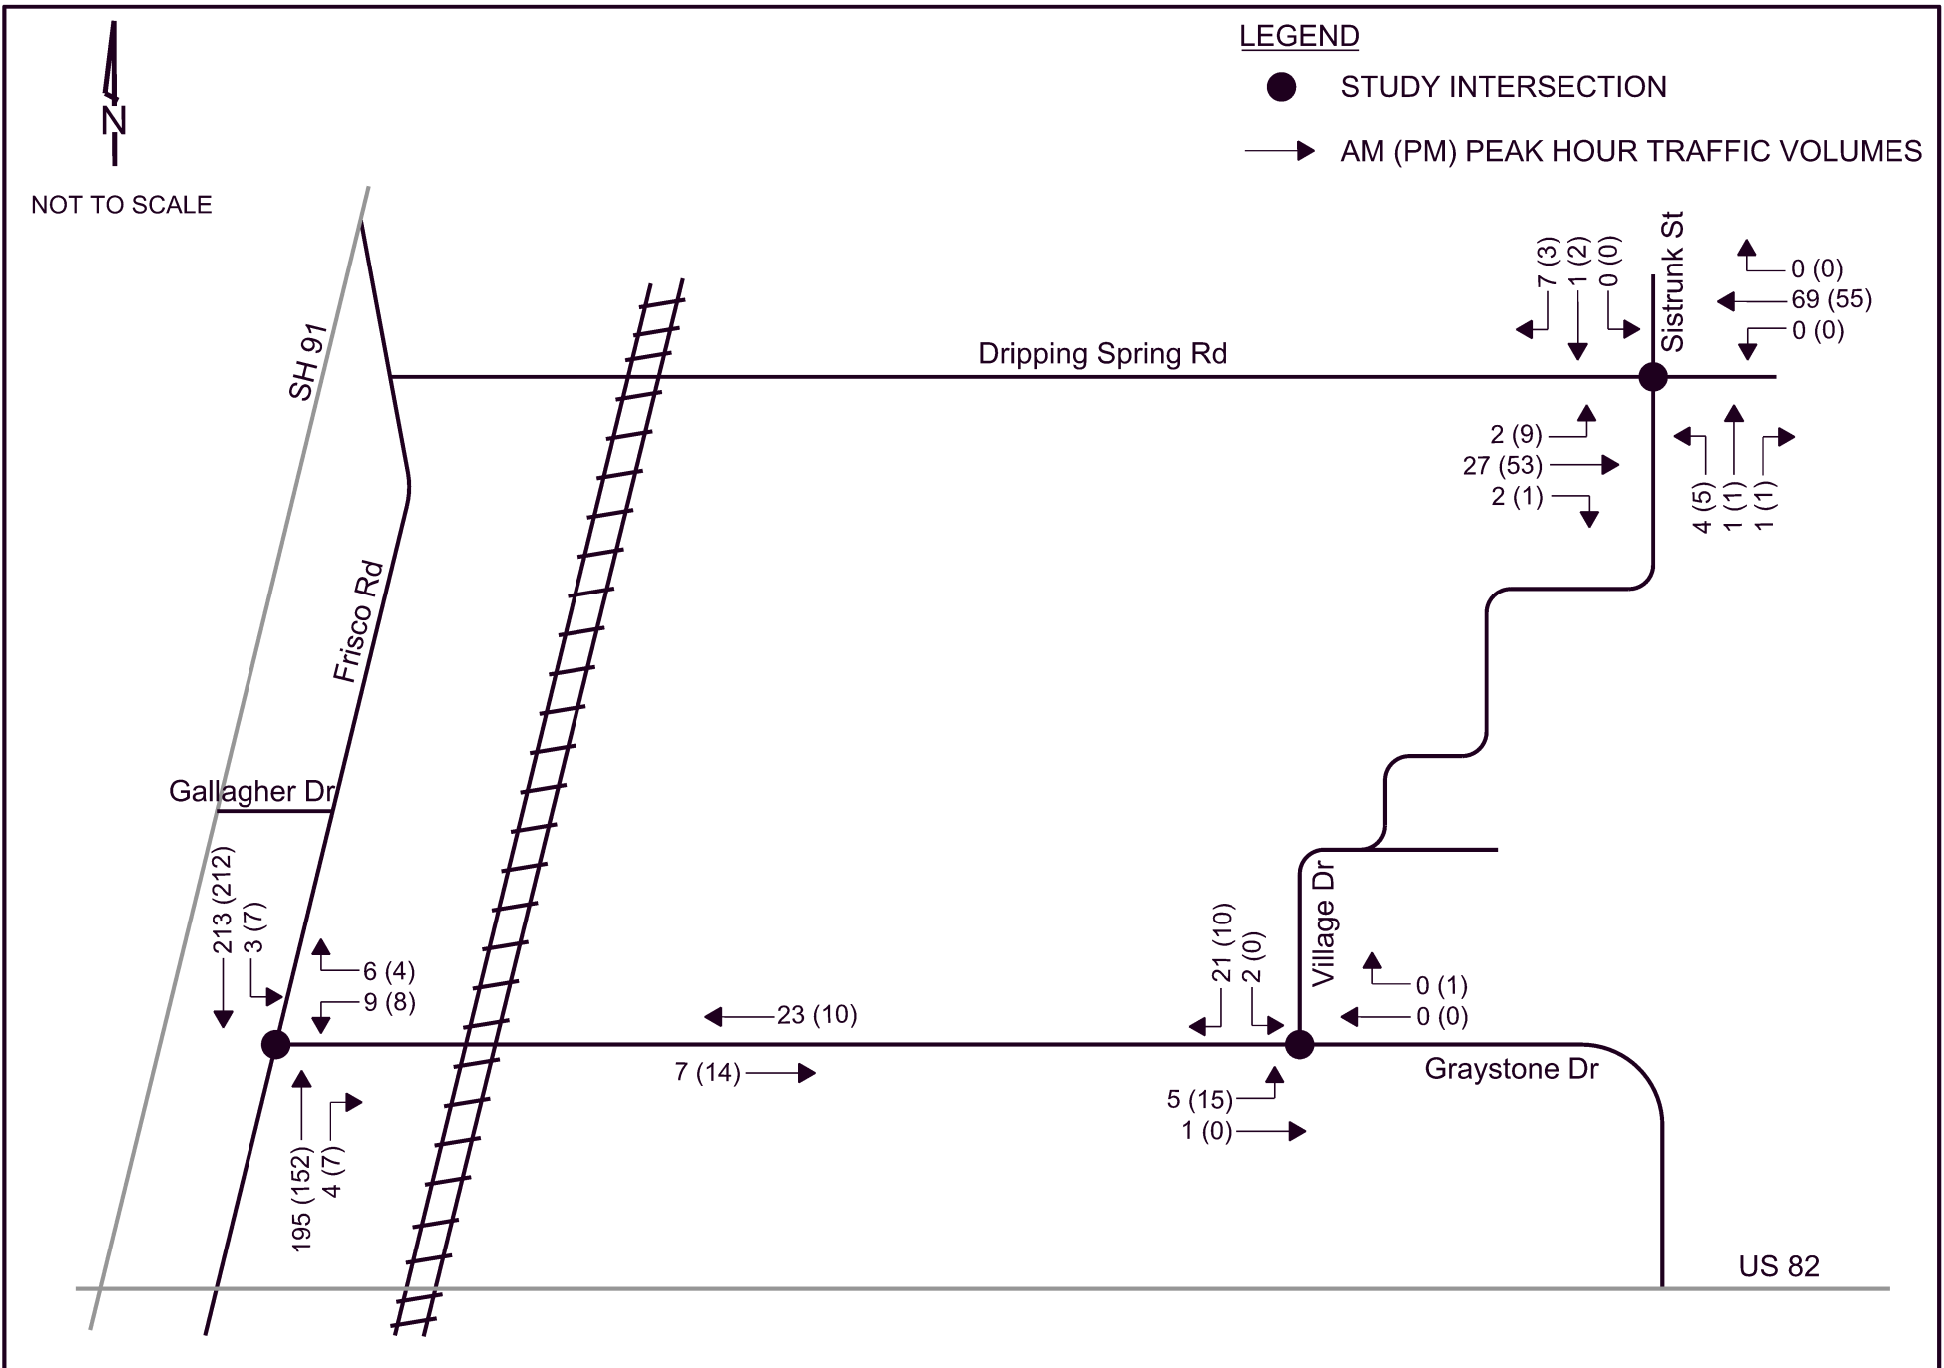 LEGEND
STUDY INTERSECTION
AM (PM) PEAK HOUR TRAFFIC VOLUMES
N
NOT TO SCALE
SH 91
Frisco Rd
Dripping Spring Rd
Sistrunk St
7 (3)
1 (2)
0 (0)
0 (0)
69 (55)
0 (0)
2 (9)
27 (53)
2 (1)
4 (5)
1 (1)
1 (1)
Gallagher Dr
213 (212)
3 (7)
6 (4)
9 (8)
195 (152)
4 (7)
23 (10)
7 (14)
21 (10)
2 (0)
Village Dr
0 (1)
0 (0)
5 (15)
1 (0)
Graystone Dr
US 82